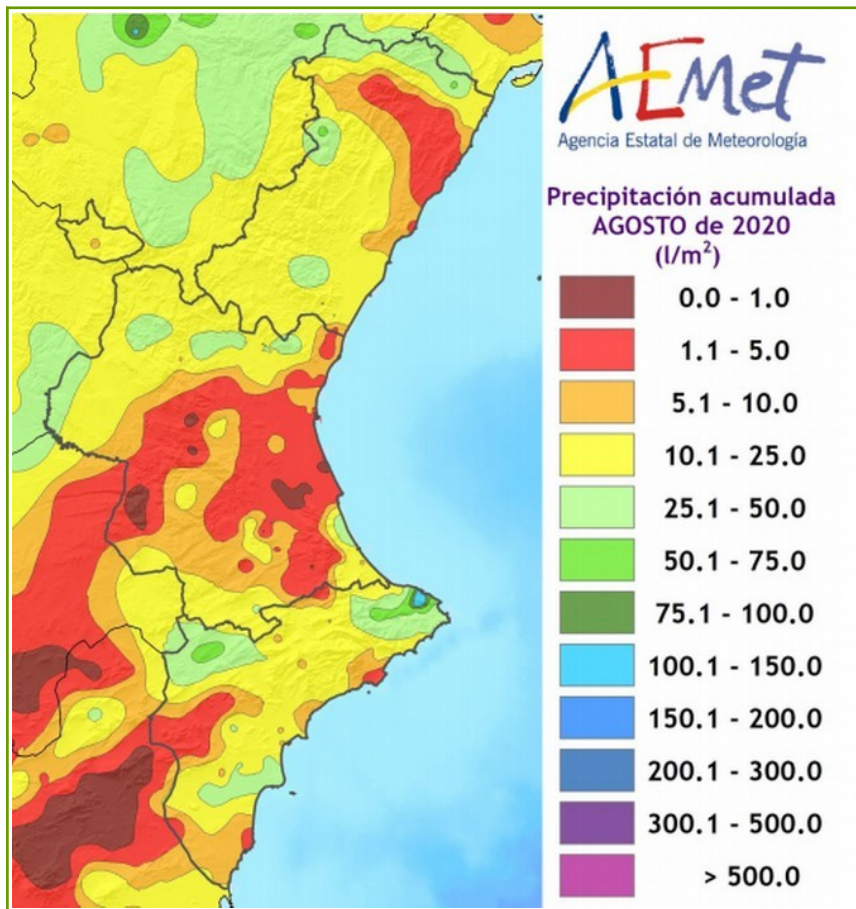 AEmet
Agencia Estatal de Meteorología
Precipitación acumulada
AGOSTO de 2020
(l/m²)
0.0 - 1.0
1.1 - 5.0
5.1 - 10.0
10.1 - 25.0
25.1 - 50.0
50.1 - 75.0
75.1 - 100.0
100.1 - 150.0
150.1 - 200.0
200.1 - 300.0
300.1 - 500.0
> 500.0